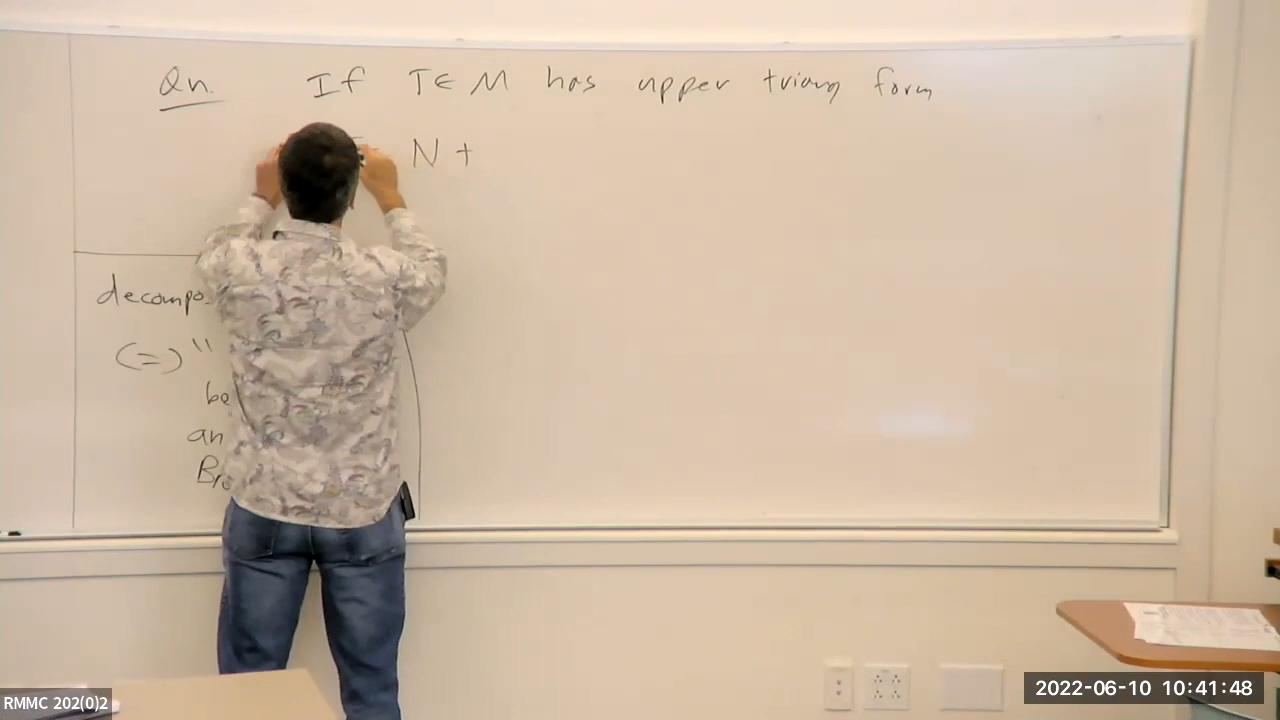 Qn. If T ∈ M has upper triang form
N +
decompo
(=) "
be
an
Br
RMMC 202(0)2
2022-06-10 10:41:48